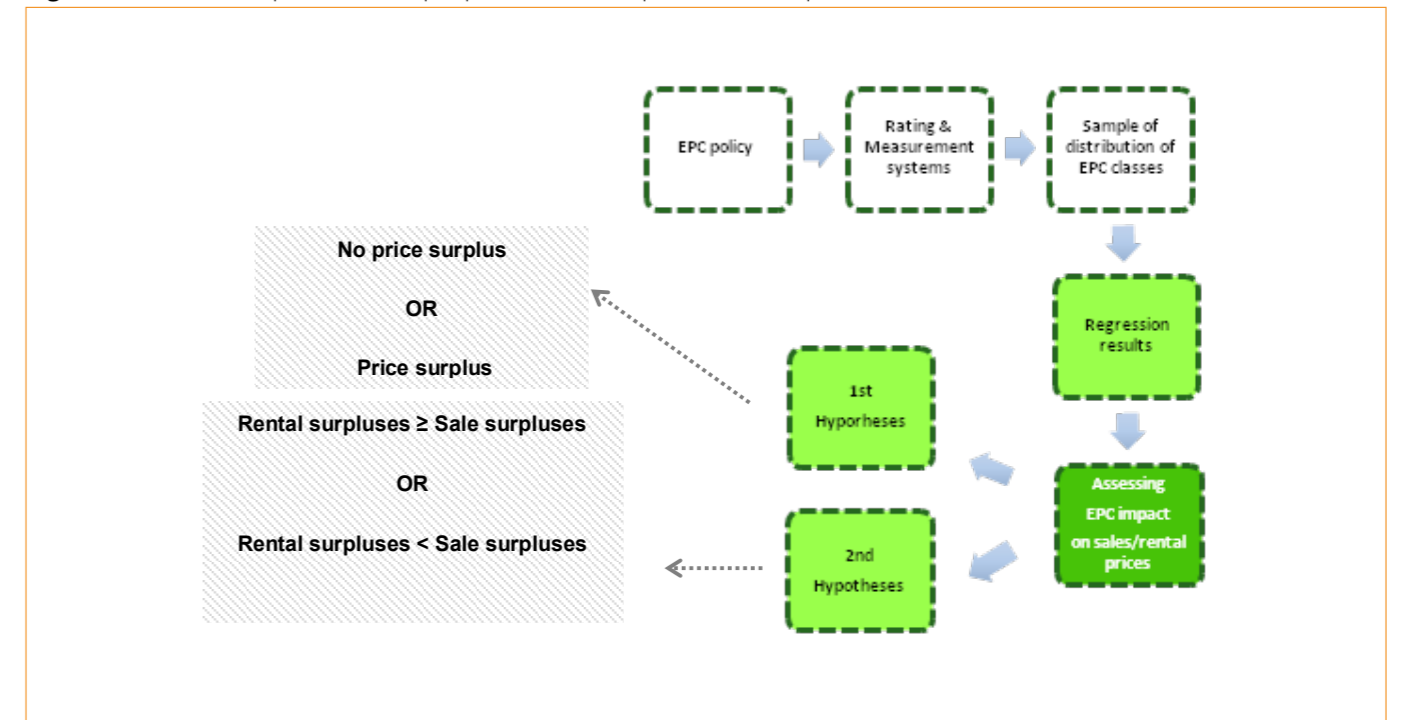 EPC policy
Rating &
Measurement
systems
Sample of
distribution of
EPC classes
No price surplus
OR
Price surplus
Regression
results
1st
Hyporheses
Rental surpluses ≥ Sale surpluses
OR
Rental surpluses < Sale surpluses
Assessing
EPC impact
on sales/rental
prices
2nd
Hypotheses